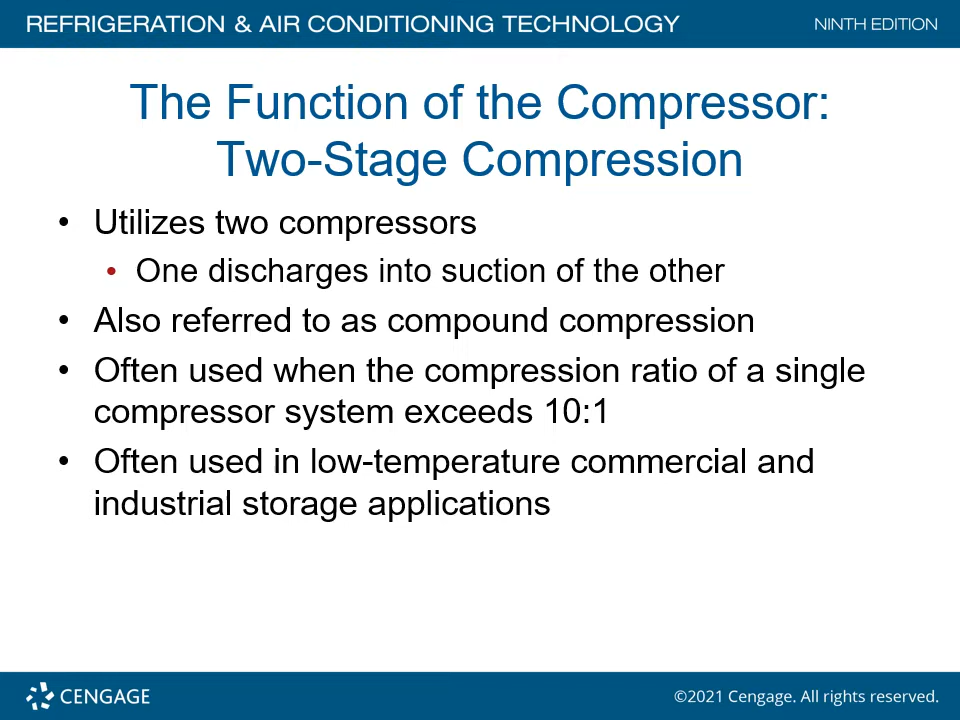 REFRIGERATION & AIR CONDITIONING TECHNOLOGY NINTH EDITION
The Function of the Compressor:
Two-Stage Compression
• Utilizes two compressors
• One discharges into suction of the other
• Also referred to as compound compression
• Often used when the compression ratio of a single
compressor system exceeds 10:1
• Often used in low-temperature commercial and
industrial storage applications
CENGAGE ©2021 Cengage. All rights reserved.